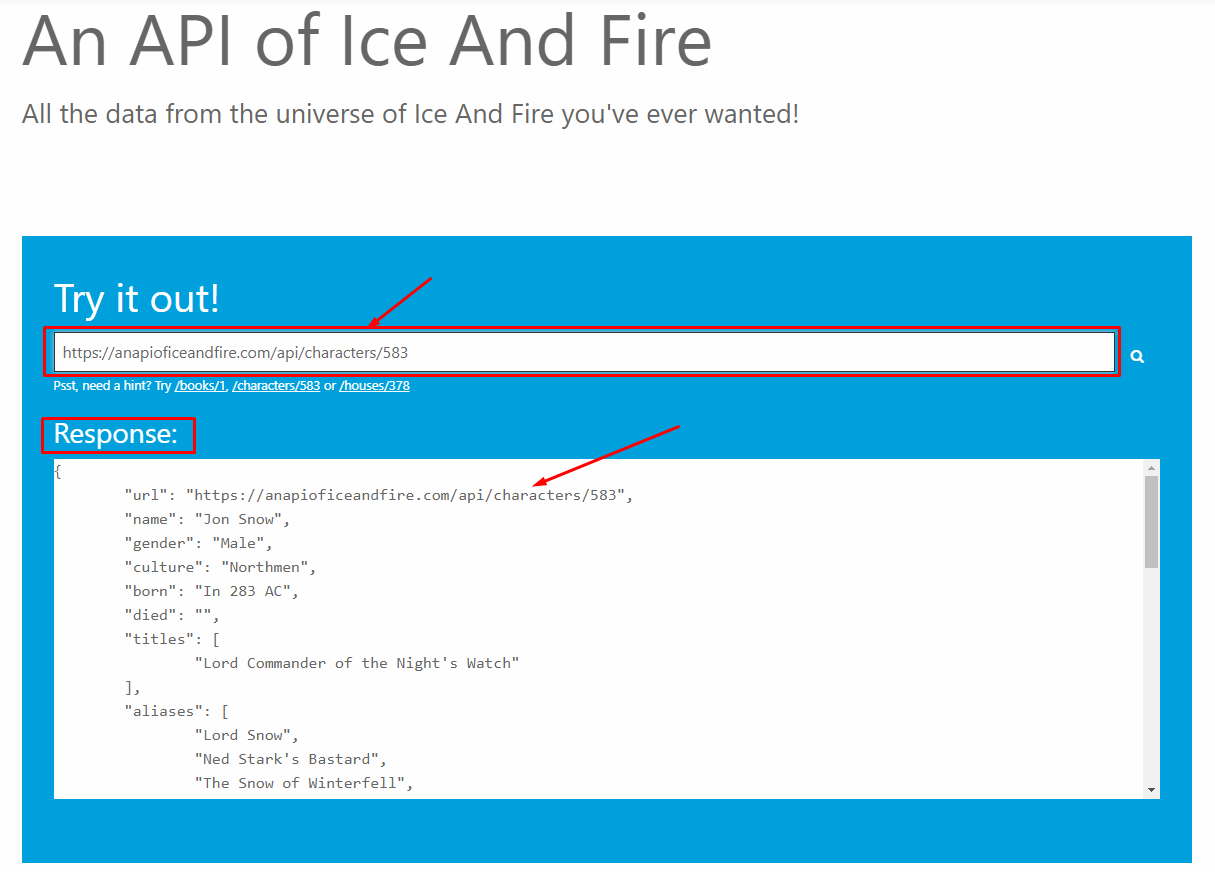 An API of Ice And Fire
All the data from the universe of Ice And Fire you've ever wanted!
Try it out!
https://anapioficeandfire.com/api/characters/583
Psst, need a hint? Try /books/1, /characters/583 or /houses/378
Response:
{
"url": "https://anapioficeandfire.com/api/characters/583",
"name": "Jon Snow",
"gender": "Male",
"culture": "Northmen",
"born": "In 283 AC",
"died": "",
"titles": [
"Lord Commander of the Night's Watch"
],
"aliases": [
"Lord Snow",
"Ned Stark's Bastard",
"The Snow of Winterfell",